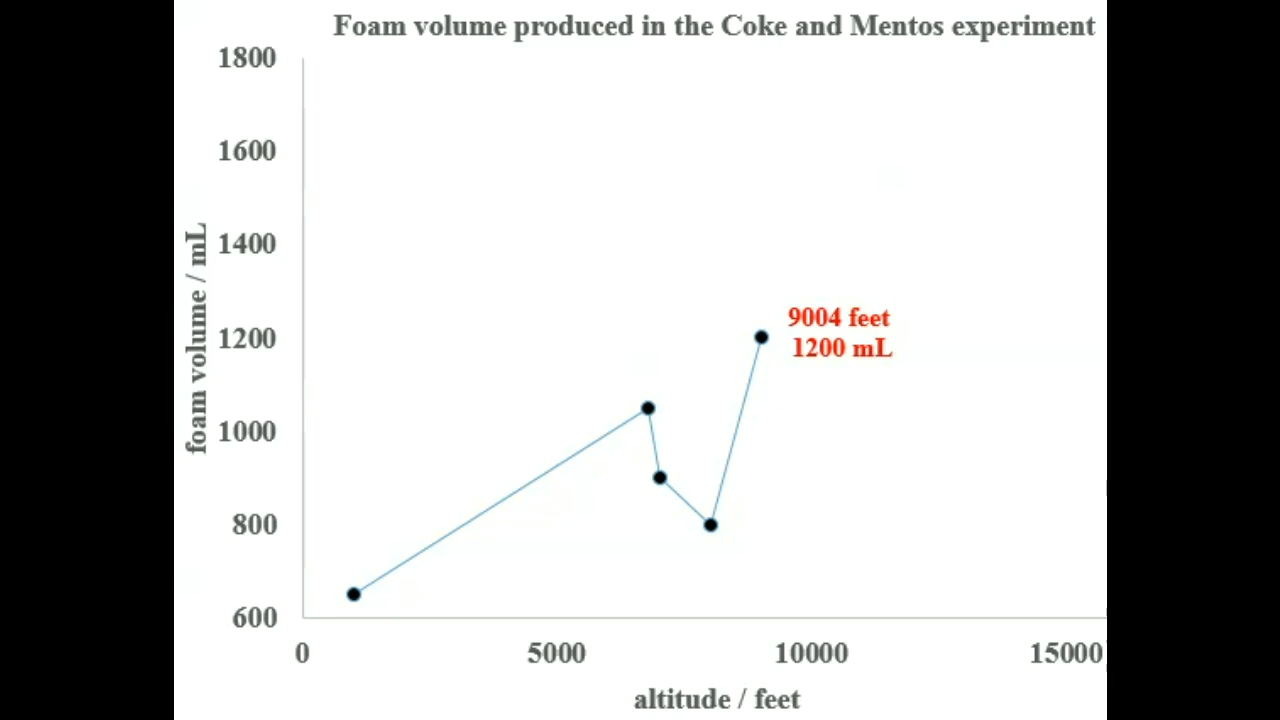 Foam volume produced in the Coke and Mentos experiment
1800
1600
1400
1200
1000
800
600
foam volume / mL
9004 feet
1200 mL
0 5000 10000 15000
altitude / feet